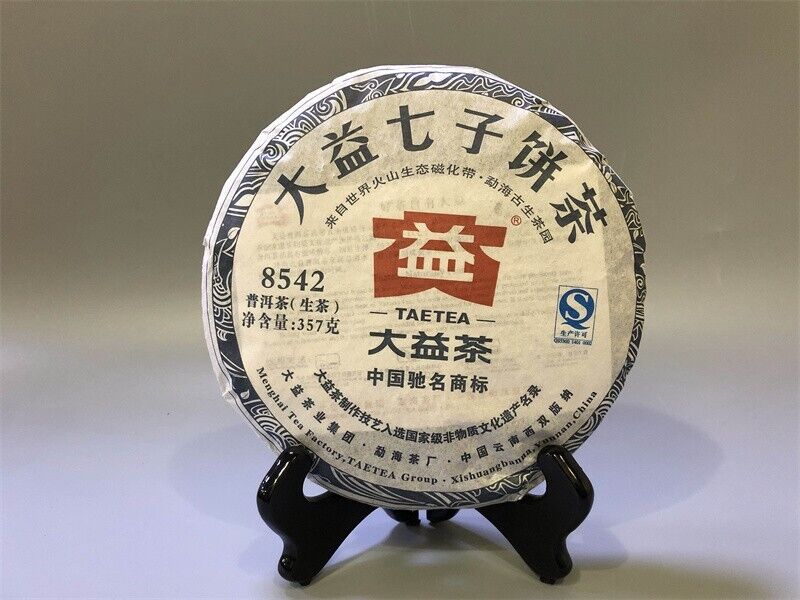 大益七子饼茶
来自世界火山生态磁化带·勐海古生茶园
益
®
8542
普洱茶(生茶)
净含量:357克
TAETEA
大益茶
中国驰名商标
S
生产许可
大益茶制作技艺入选国家级非物质文化遗产名录
大益茶业集团·勐海茶厂·中国云南西双版纳
Menghai Tea Factory,TAETEA Group·Xishuangbanna,Yunnan,China